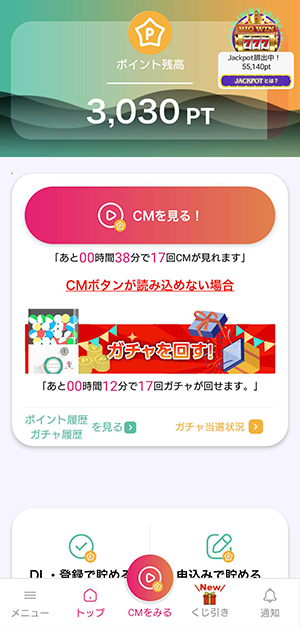 P
ポイント残高
3,030 PT
BIG WIN
777
Jackpot排出中！
55,140pt
JACKPOTとは？
CMを見る！
「あと00時間38分で17回CMが見れます」
CMボタンが読み込めない場合
ガチャを回す!
「あと00時間12分で17回ガチャが回せます。」
ポイント履歴
ガチャ履歴
を見る
ガチャ当選状況
DL・登録で貯める
申込みで貯める
New
メニュー
トップ
CMをみる
くじ引き
通知